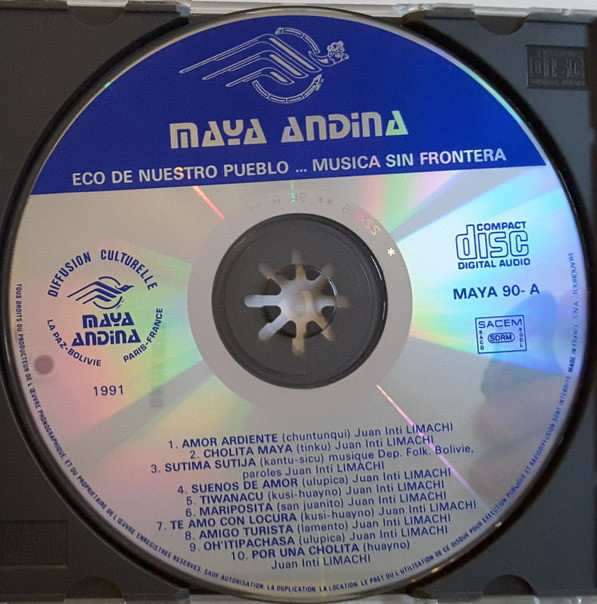 MAYA ANDINA
ECO DE NUESTRO PUEBLO ... MUSICA SIN FRONTERA
DIFFUSION CULTURELLE
MAYA
ANDINA
LA PAZ-BOLIVIE PARIS-FRANCE
1991
COMPACT
disc
DIGITAL AUDIO
MAYA 90- A
SACEM
SDRM
1. AMOR ARDIENTE (chuntunqui) Juan Inti LIMACHI
2. CHOLITA MAYA (tinku) Juan Inti LIMACHI
3. SUTIMA SUTIJA (kantu-sicu) musique Dep. Folk. Bolivie,
paroles Juan Inti LIMACHI
4. SUENOS DE AMOR (ulupica) Juan Inti LIMACHI
5. TIWANACU (kusi-huayno) Juan Inti LIMACHI
6. MARIPOSITA (san juanito) Juan Inti LIMACHI
7. TE AMO CON LOCURA (kusi-huayno) Juan Inti LIMACHI
8. AMIGO TURISTA (lamento) Juan Inti LIMACHI
9. OH'ITIPACHASA (ulupica) Juan Inti LIMACHI
10. POR UNA CHOLITA (huayno)
Juan Inti LIMACHI
TOUS DROITS DU PRODUCTEUR DE L'ŒUVRE PHONOGRAPHIQUE, ET DU PROPRIETAIRE DE L'ŒUVRE ENREGISTREE RESERVES. SAUF AUTORISATION, LA DUPLICATION, LA LOCATION, LE PRET OU L'UTILISATION DE CE DISQUE POUR EXECUTION PUBLIQUE ET RADIODIFFUSION SONT INTERDITS. MADE IN FRANCE.
disc